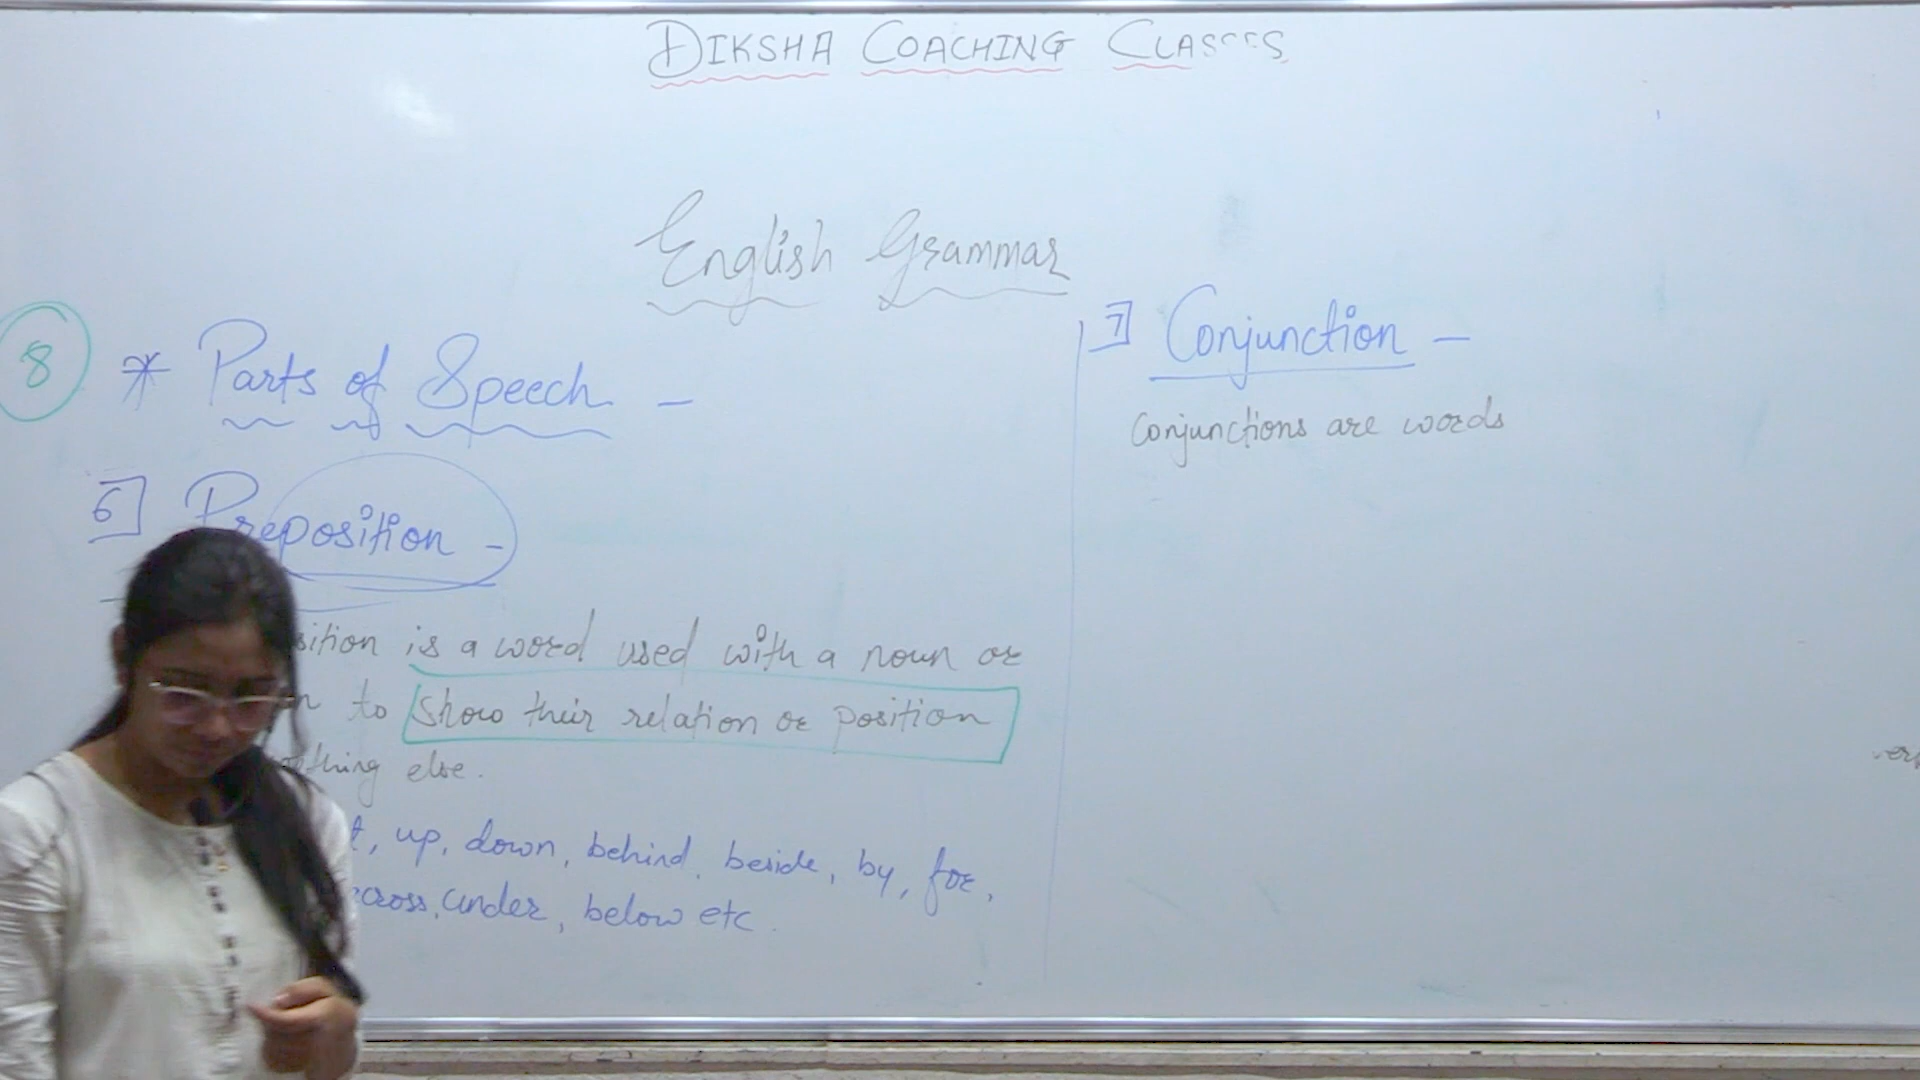 DIKSHA COACHING CLASSES
English Grammar
8
* Parts of Speech -
6] Preposition -
is a word used with a noun or
to show their relation or position
else.
up, down, behind, beside, by, for,
under, below etc.
7] Conjunction -
Conjunctions are words